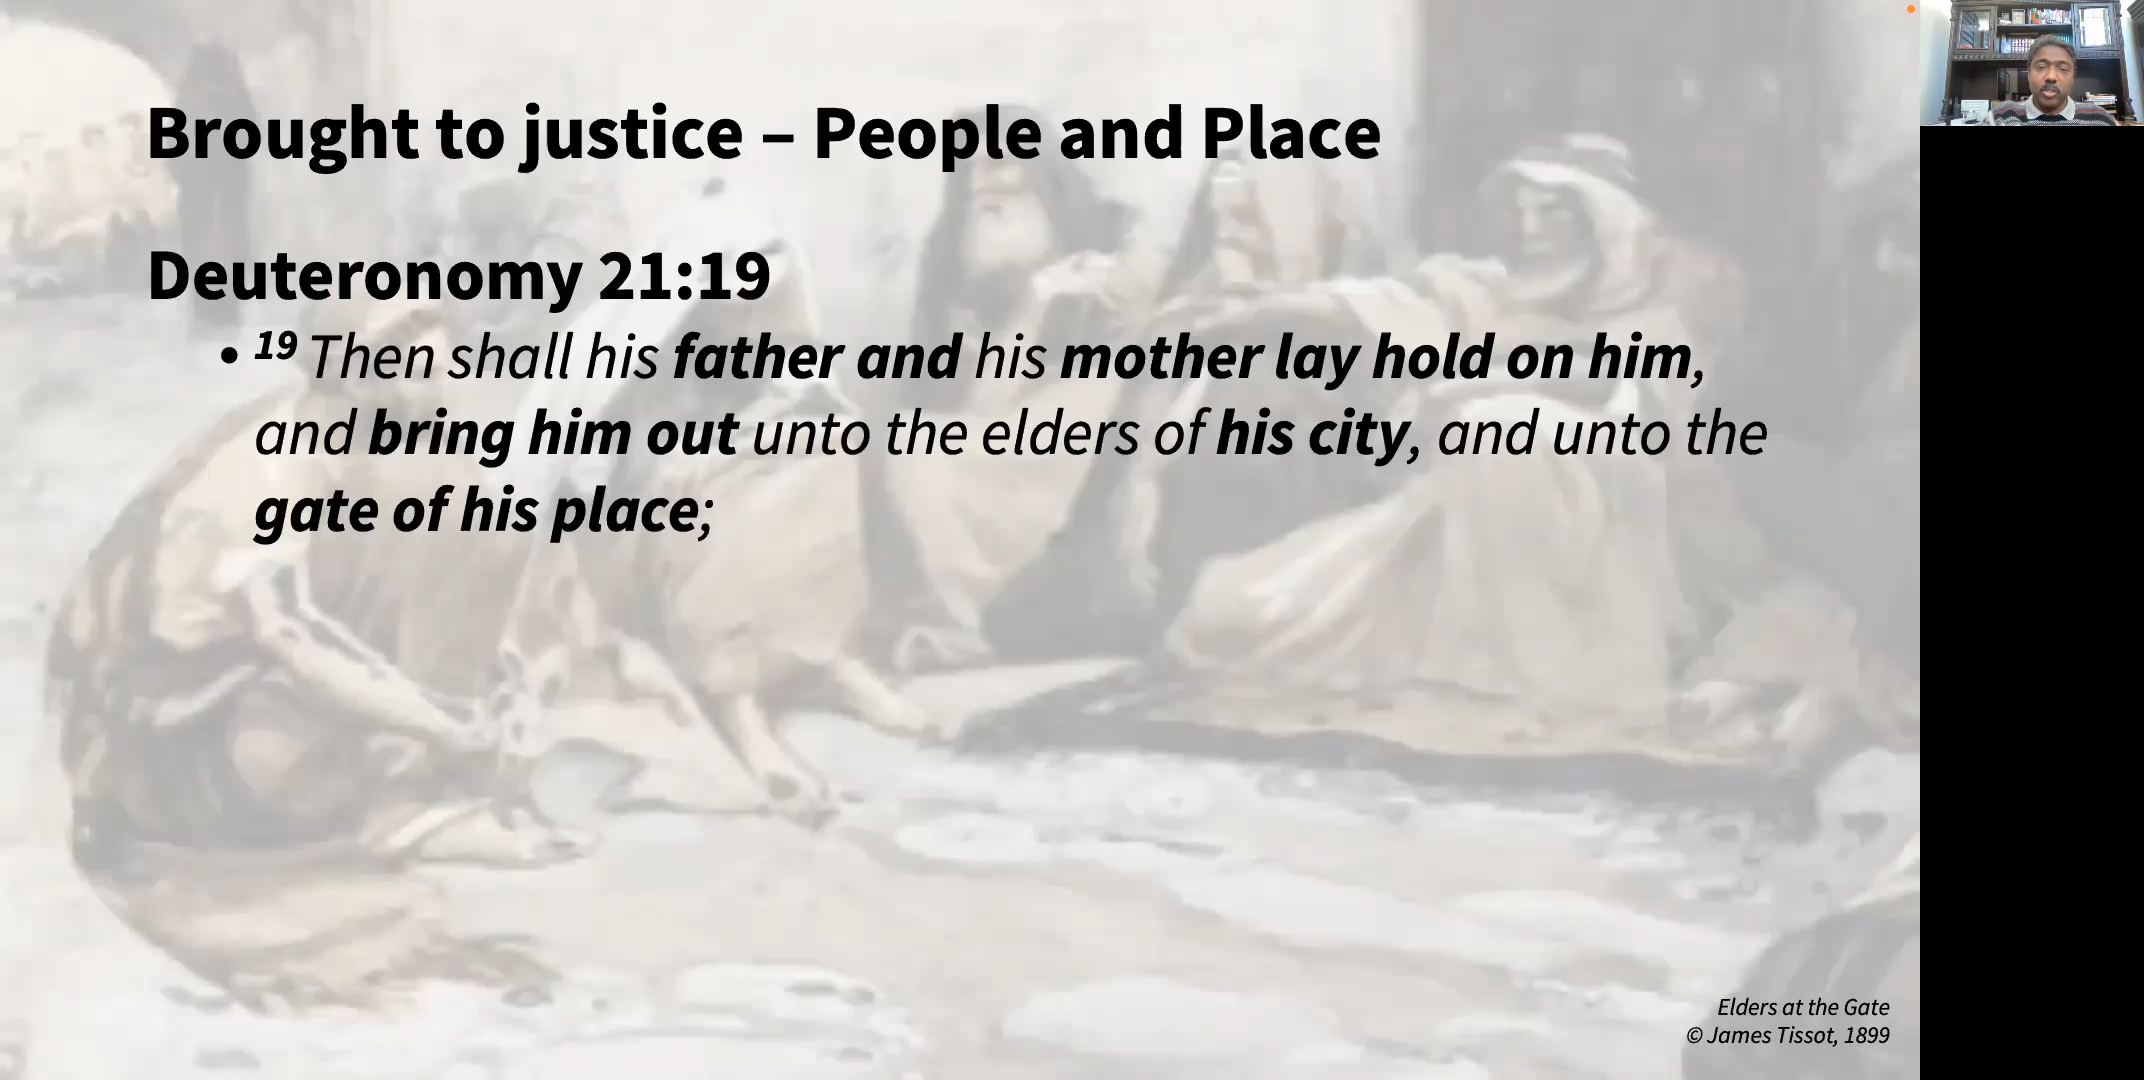 Brought to justice – People and Place
Deuteronomy 21:19
• 19 Then shall his father and his mother lay hold on him,
and bring him out unto the elders of his city, and unto the
gate of his place;
Elders at the Gate
© James Tissot, 1899